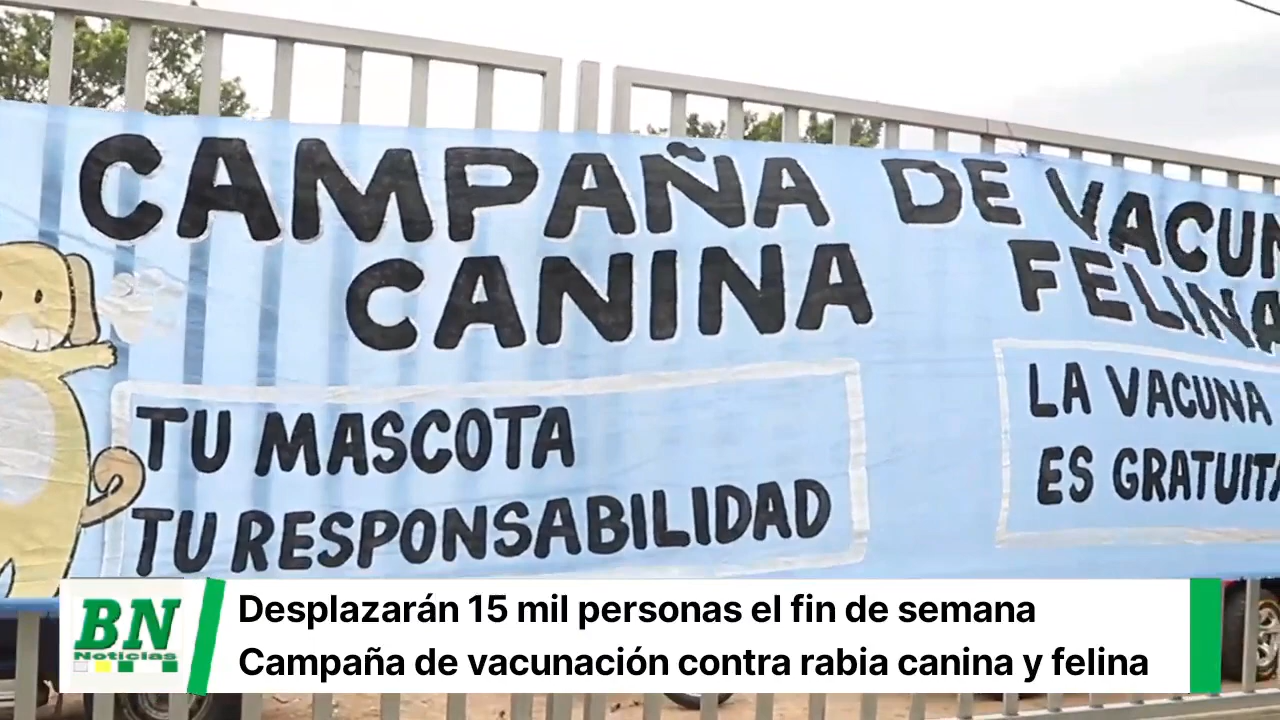 CAMPAÑA DE VACUN
CANINA FELINA
TU MASCOTA
TU RESPONSABILIDAD
LA VACUNA
ES GRATUITA
BN
Noticias
Desplazarán 15 mil personas el fin de semana
Campaña de vacunación contra rabia canina y felina